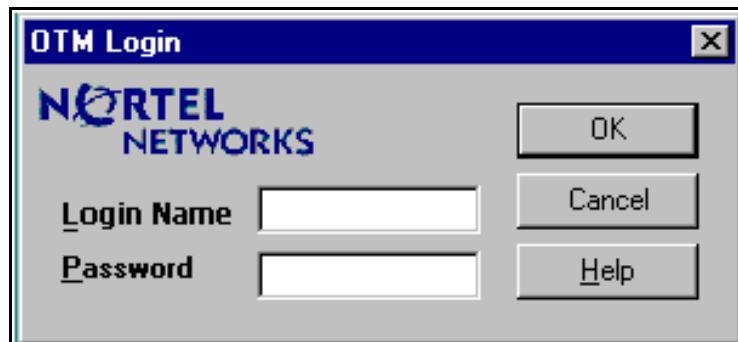 OTM Login
NORTEL
NETWORKS
OK
Login Name
Cancel
Password
Help